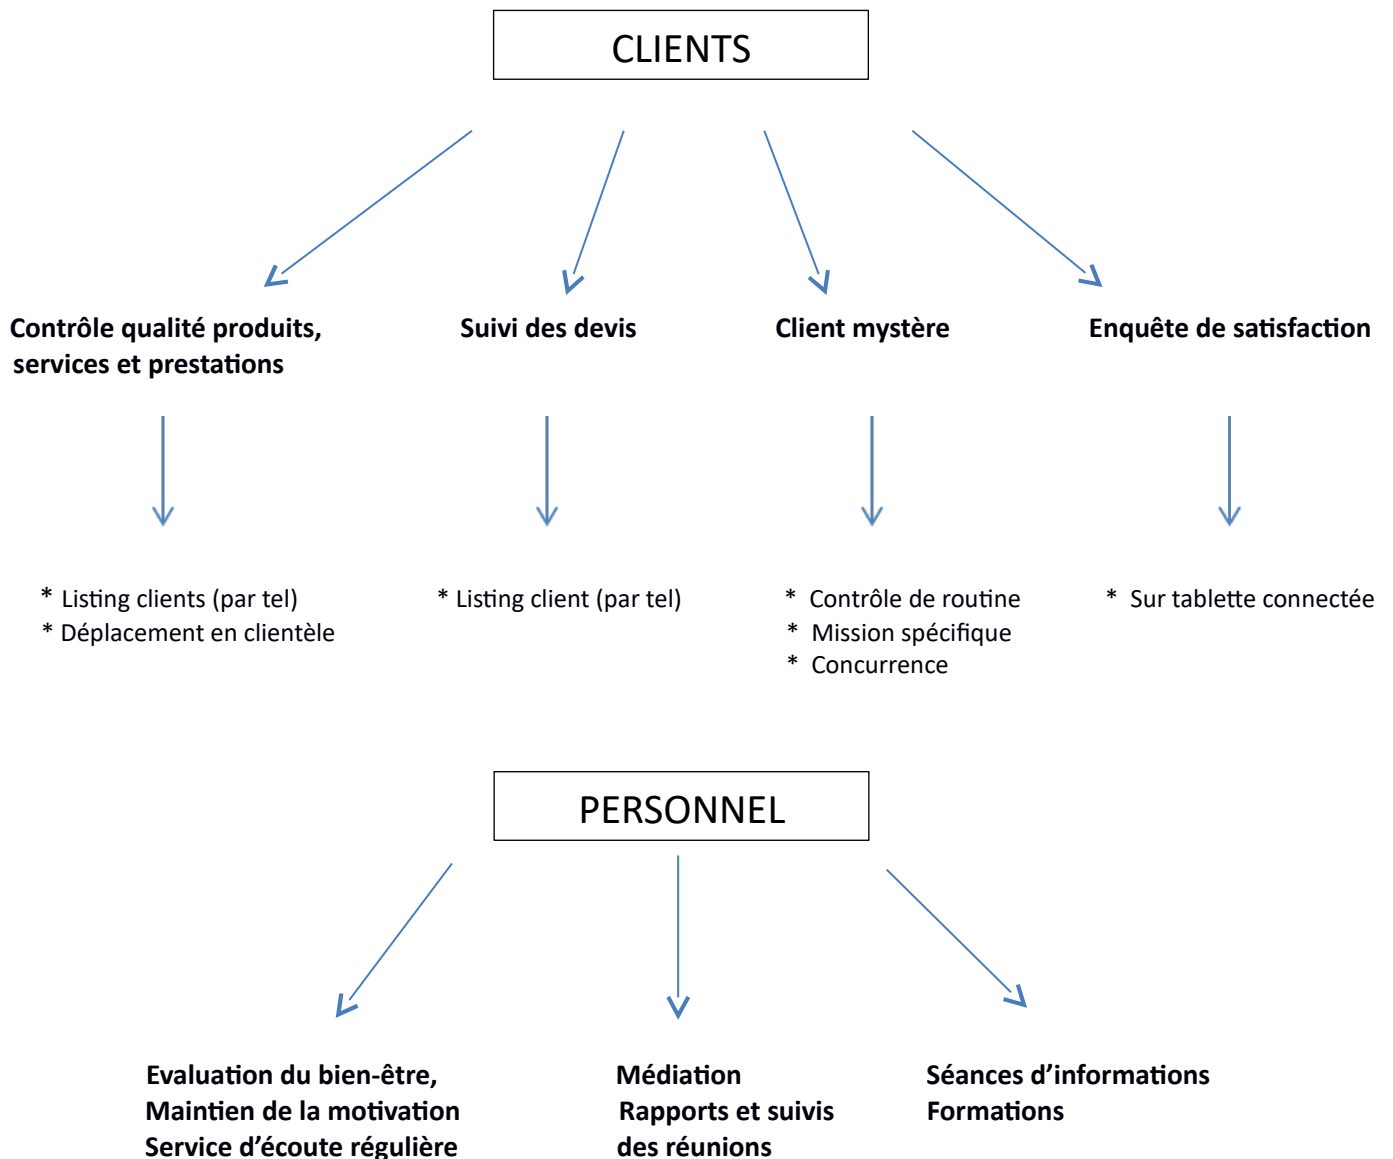 CLIENTS
Contrôle qualité produits,
services et prestations
Suivi des devis
Client mystère
Enquête de satisfaction
* Listing clients (par tel)
* Déplacement en clientèle
* Listing client (par tel)
* Contrôle de routine
* Mission spécifique
* Concurrence
* Sur tablette connectée
PERSONNEL
Evaluation du bien-être,
Maintien de la motivation
Service d’écoute régulière
Médiation
Rapports et suivis
des réunions
Séances d’informations
Formations